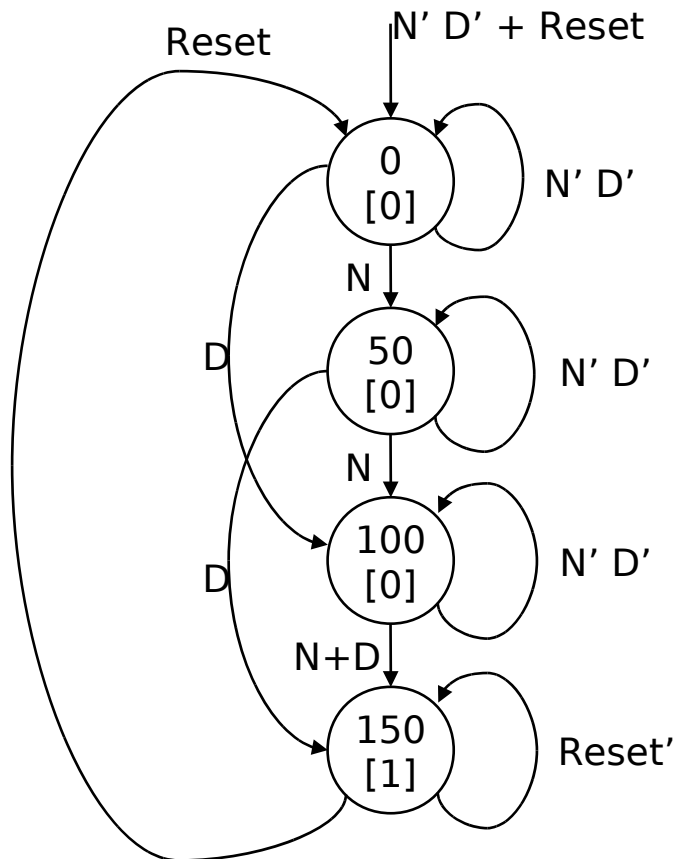 Reset
N’ D’ + Reset
0
[0]
N’ D’
N
D
50
[0]
N’ D’
N
D
100
[0]
N’ D’
N+D
150
[1]
Reset’